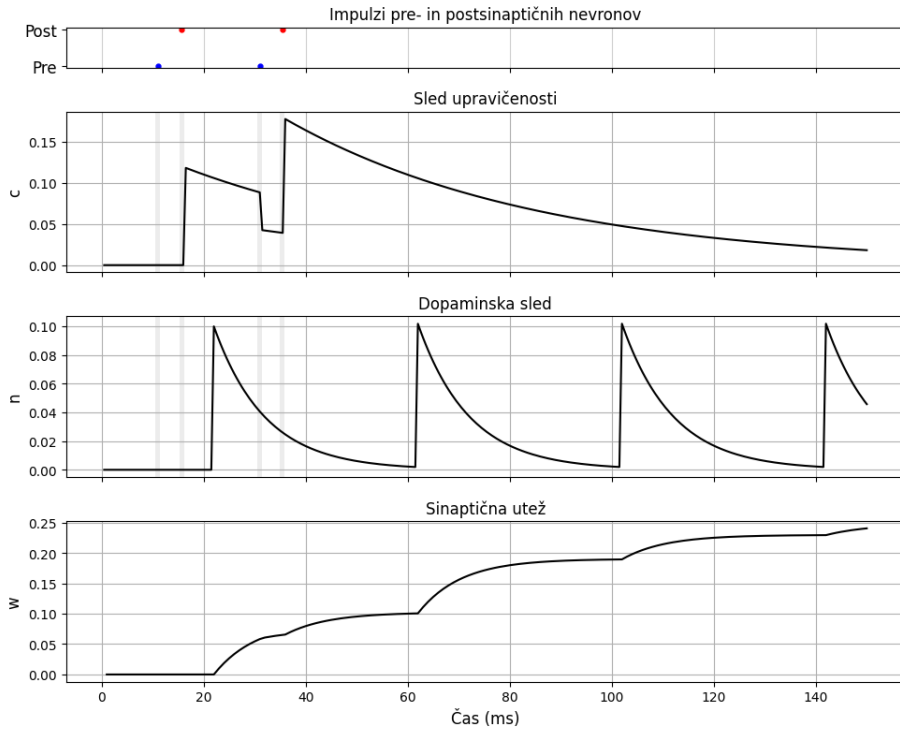 Impulzi pre- in postsinaptičnih nevronov
Post
Pre
Sled upravičenosti
0.15
0.10
0.05
0.00
c
Dopaminska sled
0.10
0.08
0.06
0.04
0.02
0.00
n
Sinaptična utež
0.25
0.20
0.15
0.10
0.05
0.00
w
0 20 40 60 80 100 120 140
Čas (ms)